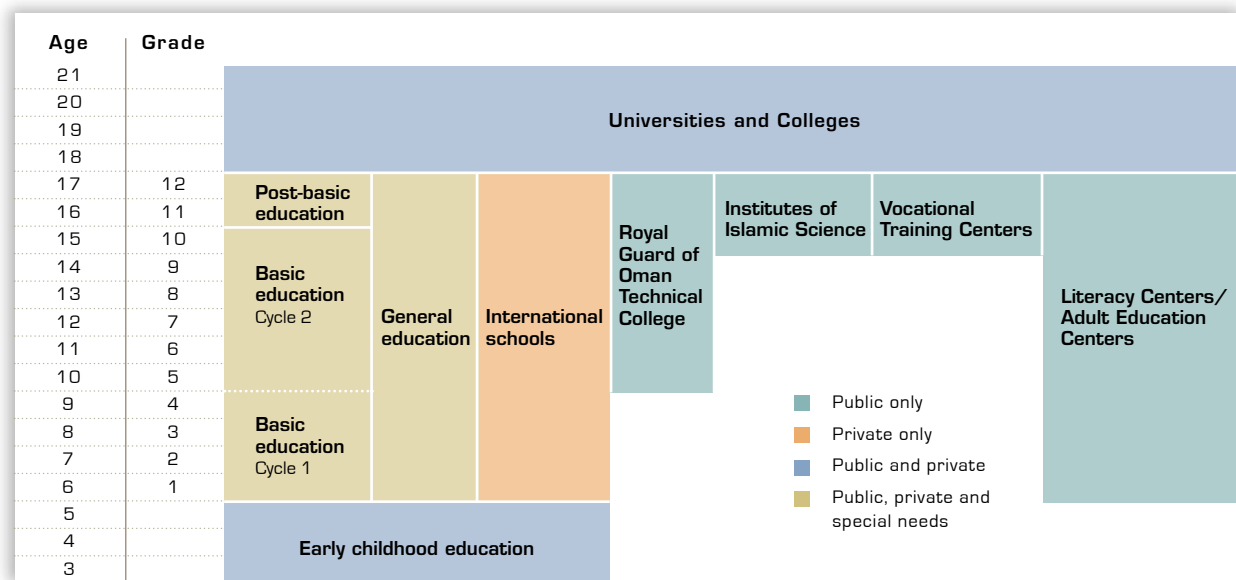 Age Grade
21
20
19
18
Universities and Colleges
17 12
16 11
15 10
14 9
13 8
12 7
11 6
10 5
9 4
8 3
7 2
6 1
5
4
3
Post-basic
education
Basic
education
Cycle 2
Basic
education
Cycle 1
General
education
International
schools
Royal
Guard of
Oman
Technical
College
Institutes of
Islamic Science
Vocational
Training Centers
Literacy Centers/
Adult Education
Centers
Early childhood education
Public only
Private only
Public and private
Public, private and
special needs